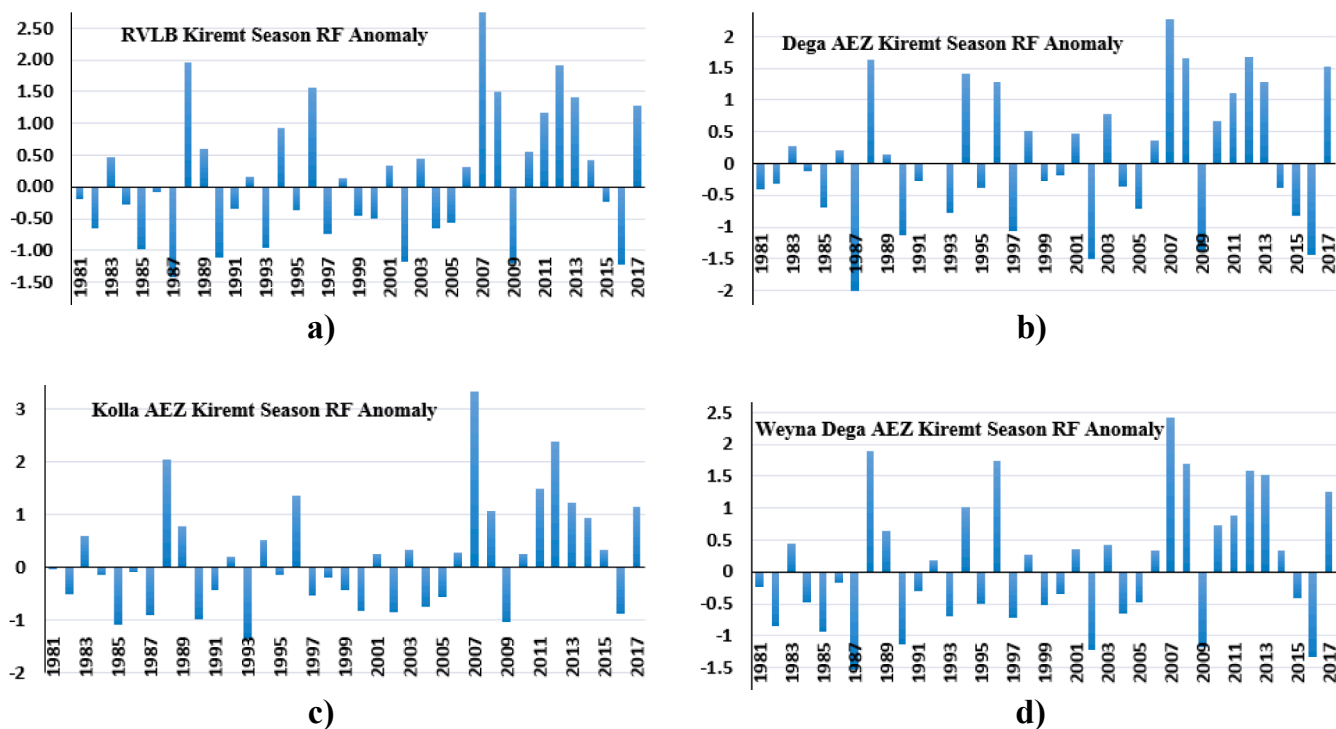 RVLB Kiremt Season RF Anomaly
2.50
2.00
1.50
1.00
0.50
0.00
-0.50
-1.00
-1.50
1981 1983 1985 1987 1989 1991 1993 1995 1997 1999 2001 2003 2005 2007 2009 2011 2013 2015 2017
a)
Dega AEZ Kiremt Season RF Anomaly
2
1.5
1
0.5
0
-0.5
-1
-1.5
-2
1981 1983 1985 1987 1989 1991 1993 1995 1997 1999 2001 2003 2005 2007 2009 2011 2013 2015 2017
b)
Kolla AEZ Kiremt Season RF Anomaly
3
2
1
0
-1
-2
1981 1983 1985 1987 1989 1991 1993 1995 1997 1999 2001 2003 2005 2007 2009 2011 2013 2015 2017
c)
Weyna Dega AEZ Kiremt Season RF Anomaly
2.5
2
1.5
1
0.5
0
-0.5
-1
-1.5
1981 1983 1985 1987 1989 1991 1993 1995 1997 1999 2001 2003 2005 2007 2009 2011 2013 2015 2017
d)